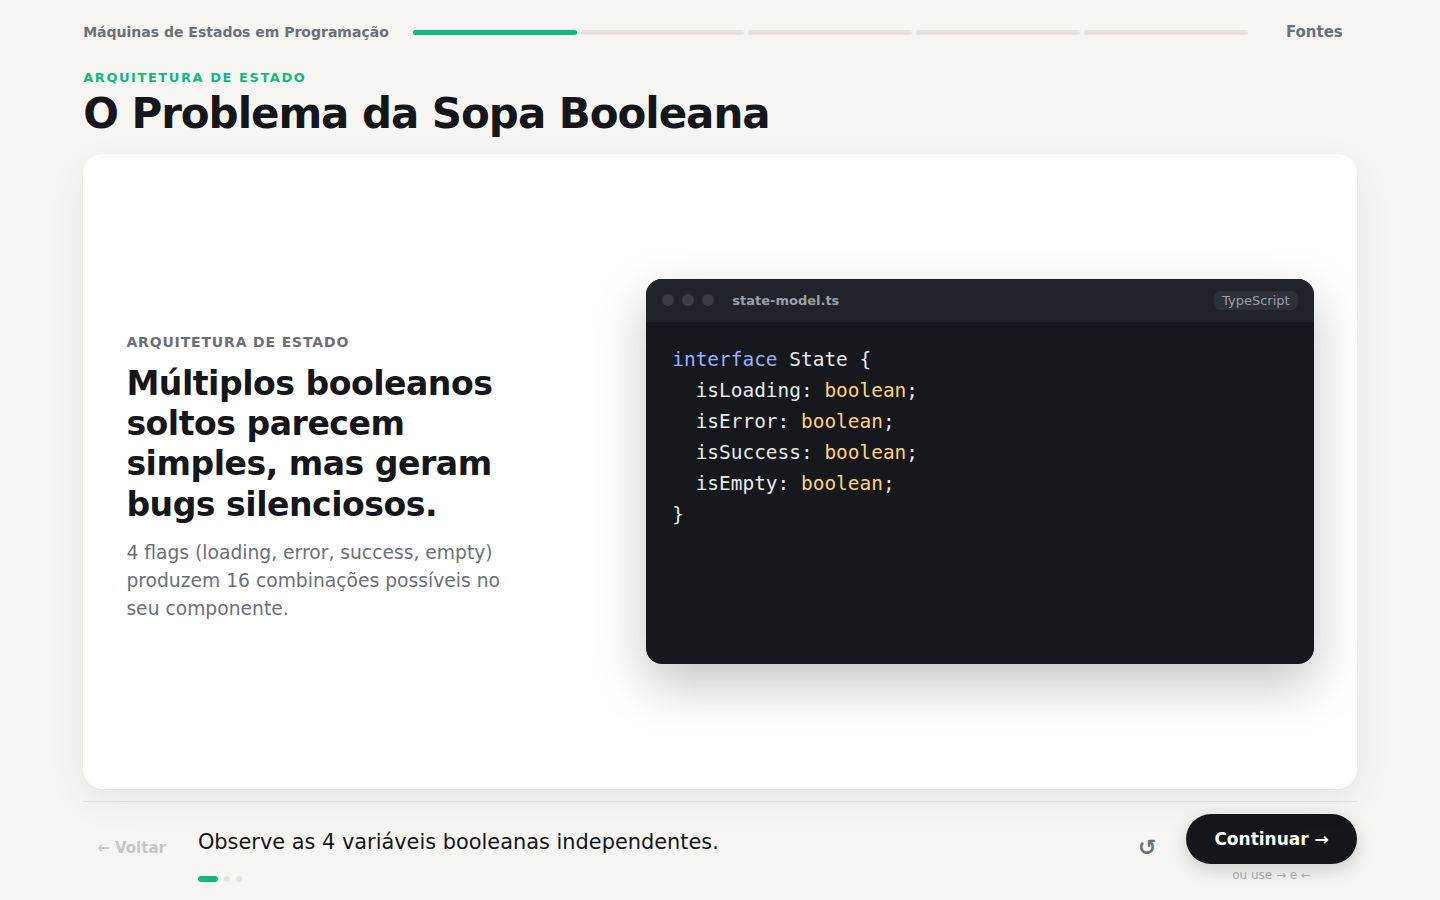 Máquinas de Estados em Programação
Fontes
ARQUITETURA DE ESTADO
O Problema da Sopa Booleana
ARQUITETURA DE ESTADO
Múltiplos booleanos
soltos parecem
simples, mas geram
bugs silenciosos.
4 flags (loading, error, success, empty)
produzem 16 combinações possíveis no
seu componente.
state-model.ts
TypeScript
interface State {
  isLoading: boolean;
  isError: boolean;
  isSuccess: boolean;
  isEmpty: boolean;
}
← Voltar
Observe as 4 variáveis booleanas independentes.
↺
Continuar →
ou use → e ←